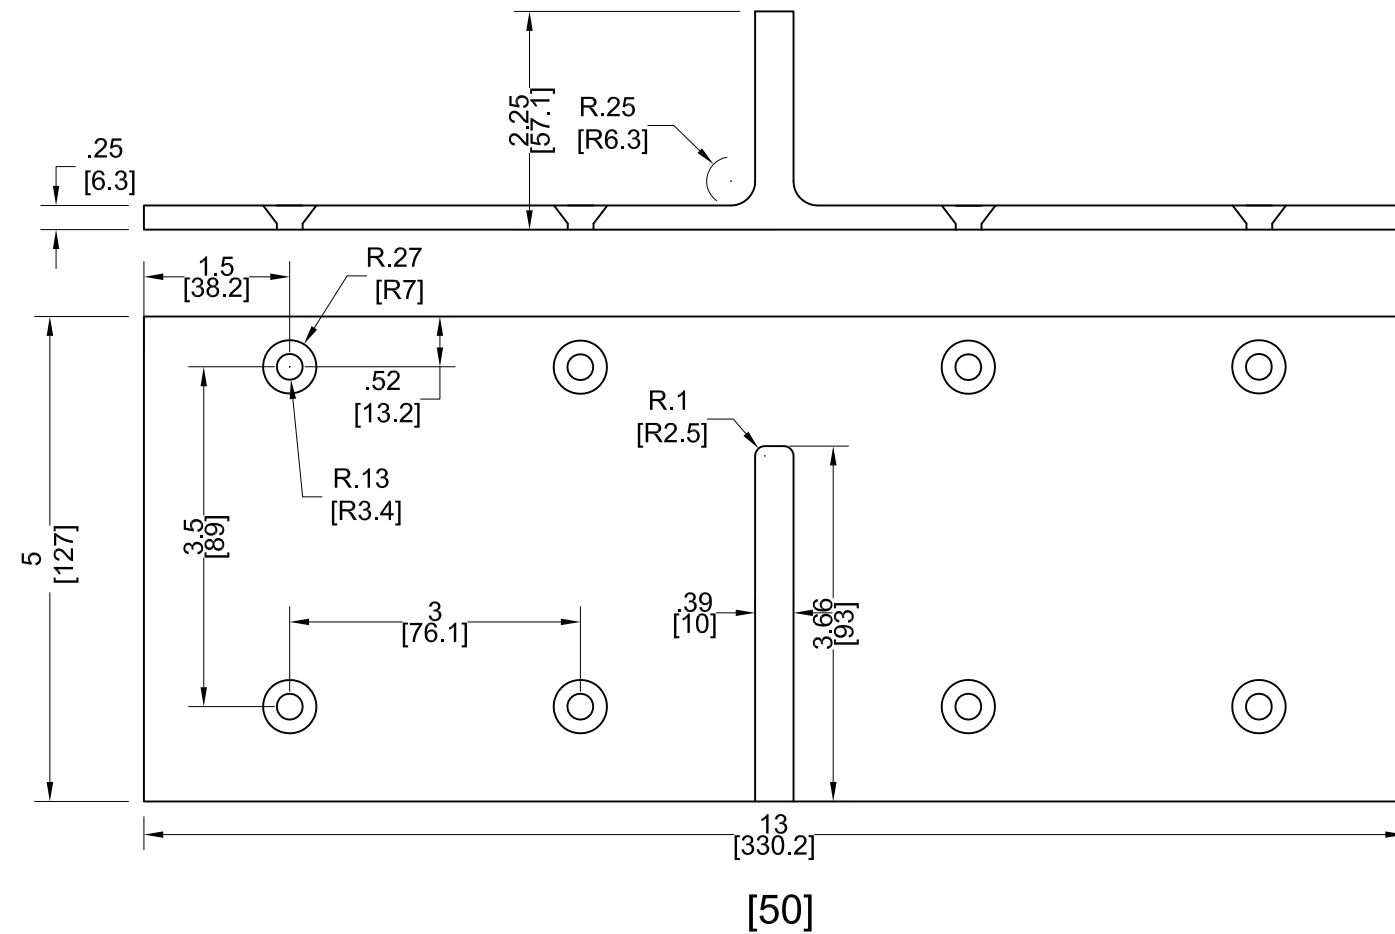 2.25
[57.1]
R.25
[R6.3]
.25
[6.3]
1.5
[38.2]
R.27
[R7]
.52
[13.2]
R.1
[R2.5]
R.13
[R3.4]
3.5
[89]
5
[127]
3
[76.1]
.39
[10]
3.66
[93]
13
[330.2]
[50]